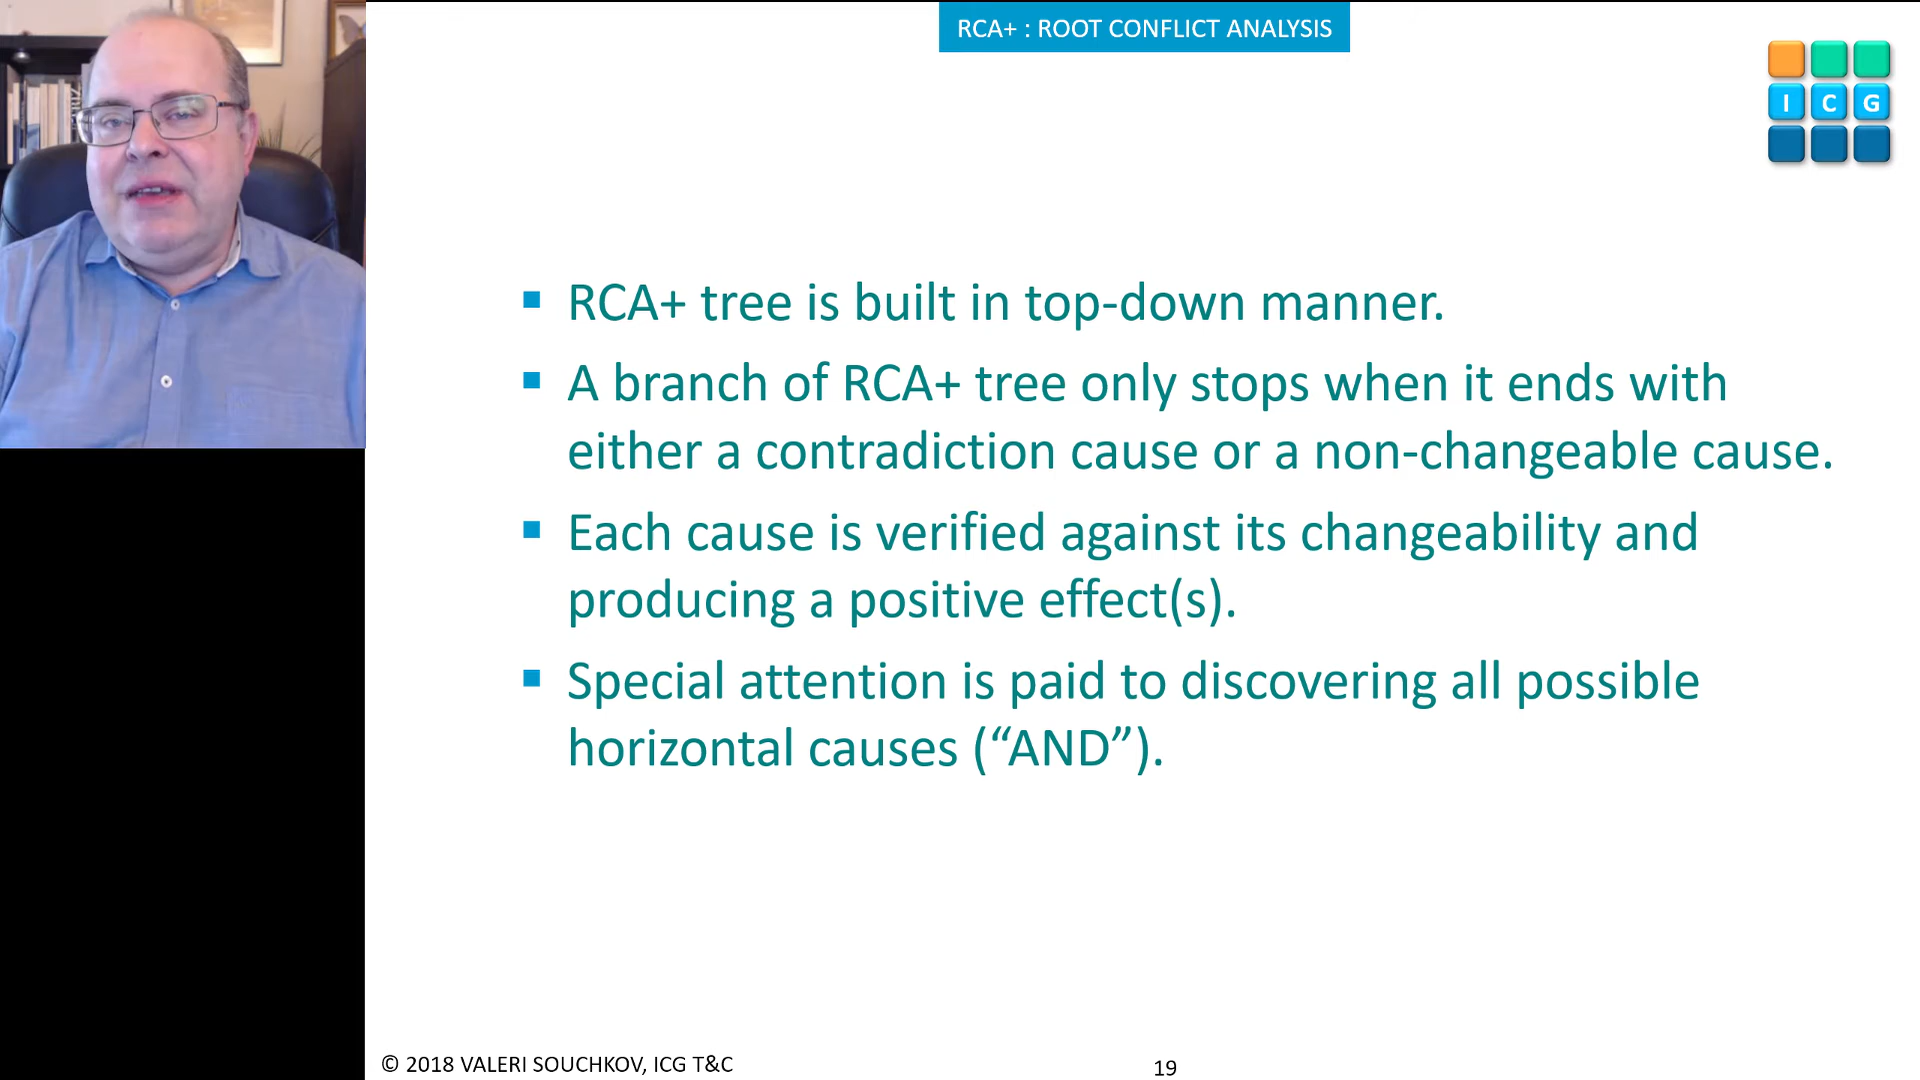 RCA+ : ROOT CONFLICT ANALYSIS
I C G
▪ RCA+ tree is built in top-down manner.
▪ A branch of RCA+ tree only stops when it ends with
either a contradiction cause or a non-changeable cause.
▪ Each cause is verified against its changeability and
producing a positive effect(s).
▪ Special attention is paid to discovering all possible
horizontal causes (“AND”).
© 2018 VALERI SOUCHKOV, ICG T&C
19